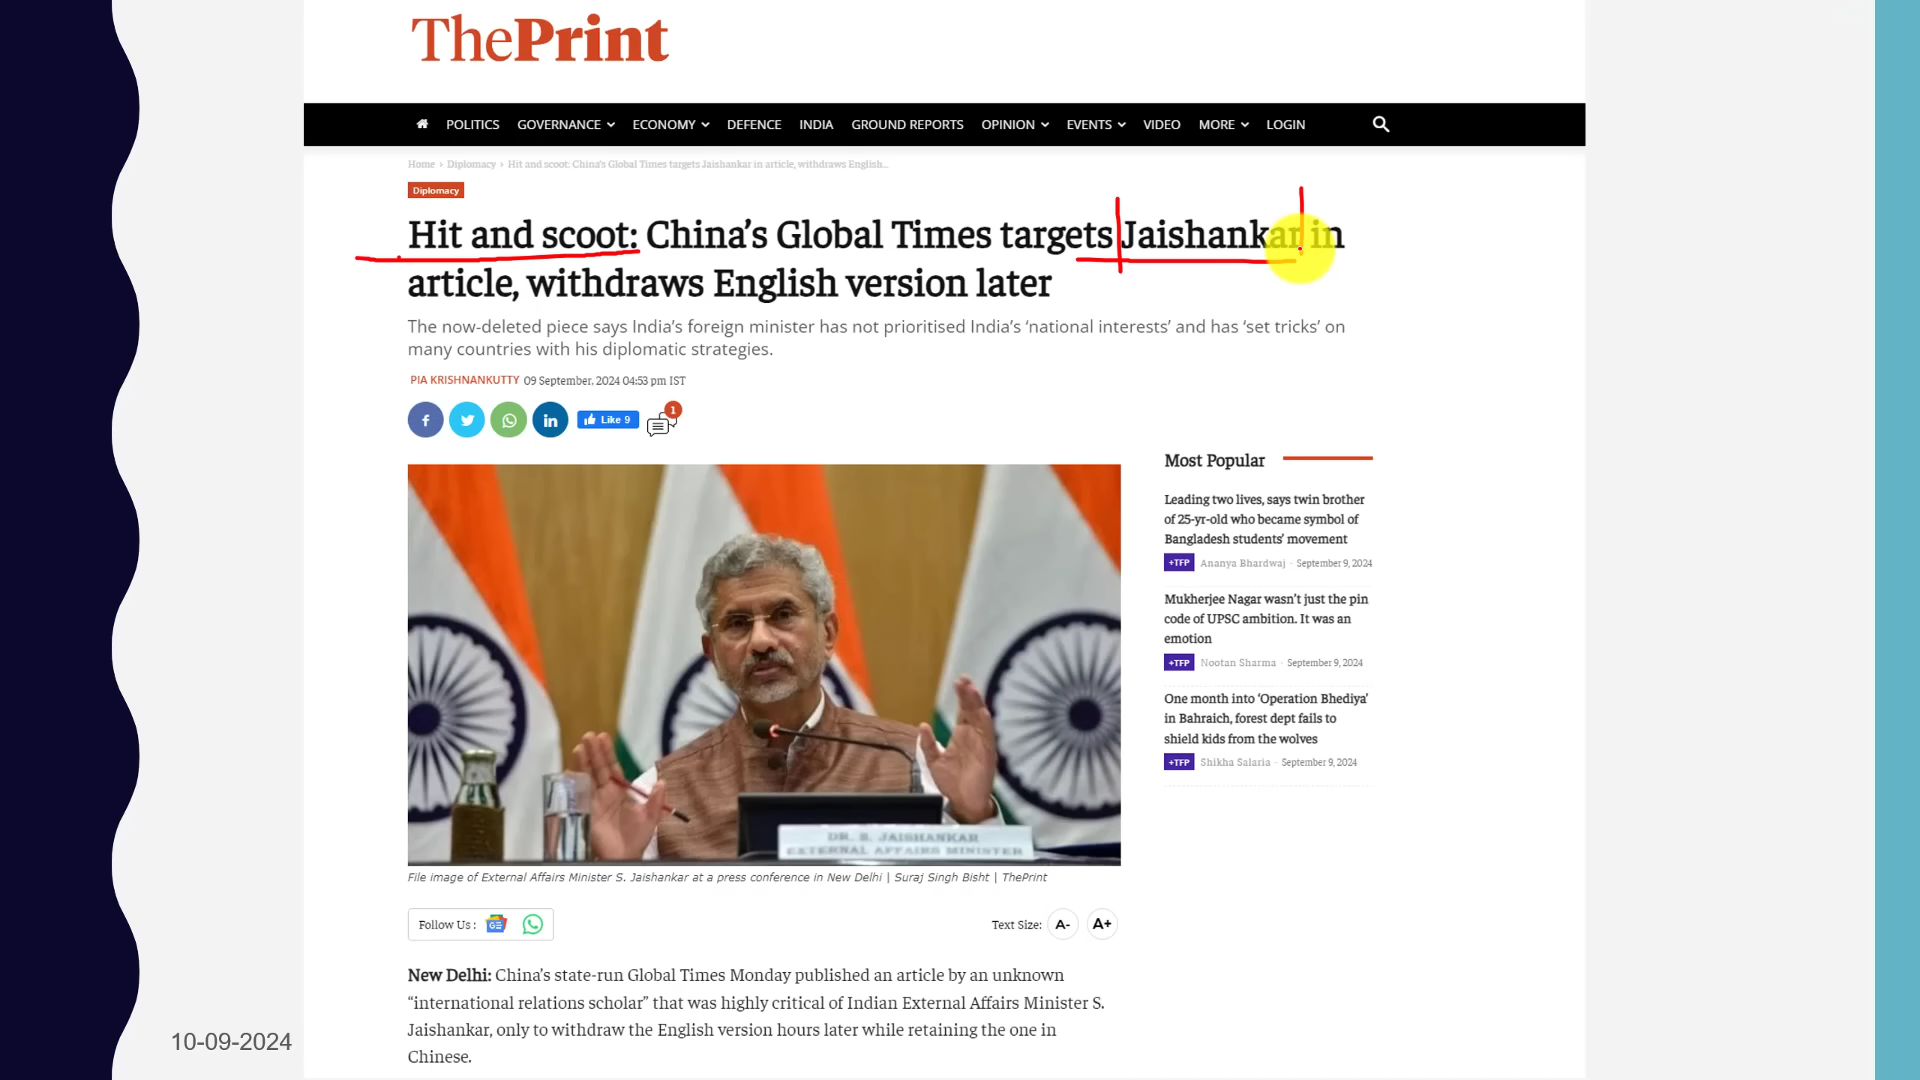 ThePrint
POLITICS GOVERNANCE ECONOMY DEFENCE INDIA GROUND REPORTS OPINION EVENTS VIDEO MORE LOGIN
Home › Diplomacy › Hit and scoot: China's Global Times targets Jaishankar in article, withdraws English...
Diplomacy
Hit and scoot: China's Global Times targets Jaishankar in
article, withdraws English version later
The now-deleted piece says India's foreign minister has not prioritised India's 'national interests' and has 'set tricks' on
many countries with his diplomatic strategies.
PIA KRISHNANKUTTY 09 September, 2024 04:53 pm IST
Like 9
1
DR. S. JAISHANKAR
EXTERNAL AFFAIRS MINISTER
File image of External Affairs Minister S. Jaishankar at a press conference in New Delhi | Suraj Singh Bisht | ThePrint
Follow Us :
Text Size: A- A+
New Delhi: China's state-run Global Times Monday published an article by an unknown
“international relations scholar” that was highly critical of Indian External Affairs Minister S.
Jaishankar, only to withdraw the English version hours later while retaining the one in
Chinese.
Most Popular
Leading two lives, says twin brother
of 25-yr-old who became symbol of
Bangladesh students' movement
+TFP Ananya Bhardwaj - September 9, 2024
Mukherjee Nagar wasn't just the pin
code of UPSC ambition. It was an
emotion
+TFP Nootan Sharma - September 9, 2024
One month into 'Operation Bhediya'
in Bahraich, forest dept fails to
shield kids from the wolves
+TFP Shikha Salaria - September 9, 2024
10-09-2024